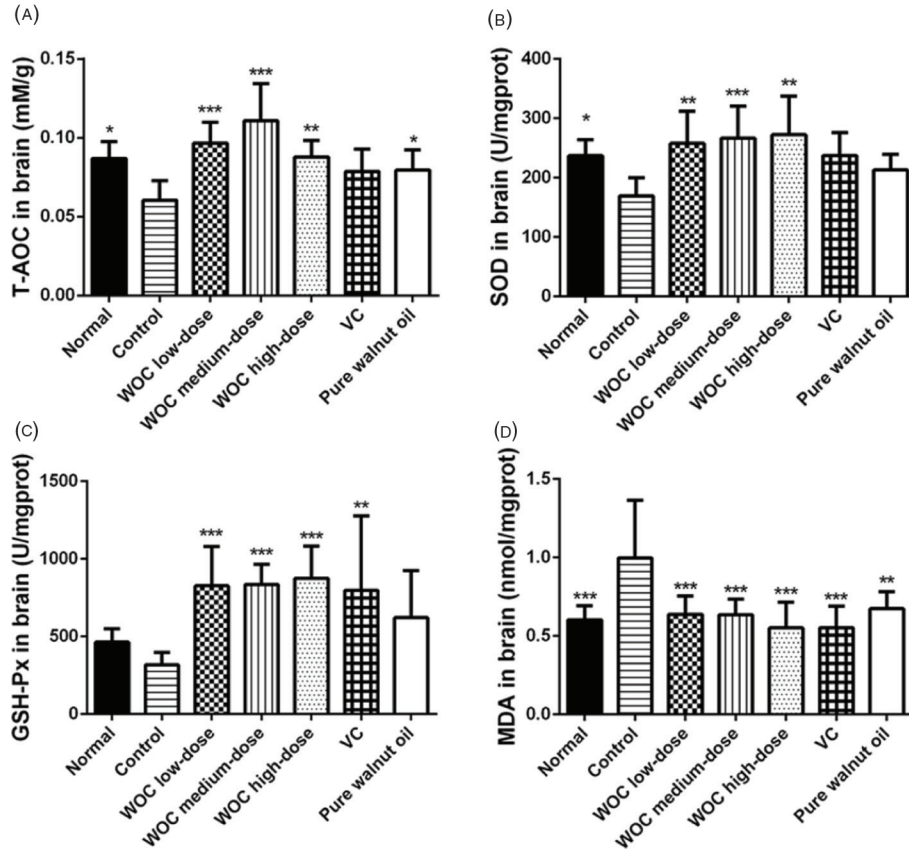 (A)
T-AOC in brain (mM/g)
0.15
0.10
0.05
0.00
*
***
***
**
*
Normal
Control
WOC low-dose
WOC medium-dose
WOC high-dose
VC
Pure walnut oil
(B)
SOD in brain (U/mgprot)
400
300
200
100
0
*
**
***
**
Normal
Control
WOC low-dose
WOC medium-dose
WOC high-dose
VC
Pure walnut oil
(C)
GSH-Px in brain (U/mgprot)
1500
1000
500
0
***
***
***
**
Normal
Control
WOC low-dose
WOC medium-dose
WOC high-dose
VC
Pure walnut oil
(D)
MDA in brain (nmol/mgprot)
1.5
1.0
0.5
0.0
***
***
***
***
***
**
Normal
Control
WOC low-dose
WOC medium-dose
WOC high-dose
VC
Pure walnut oil